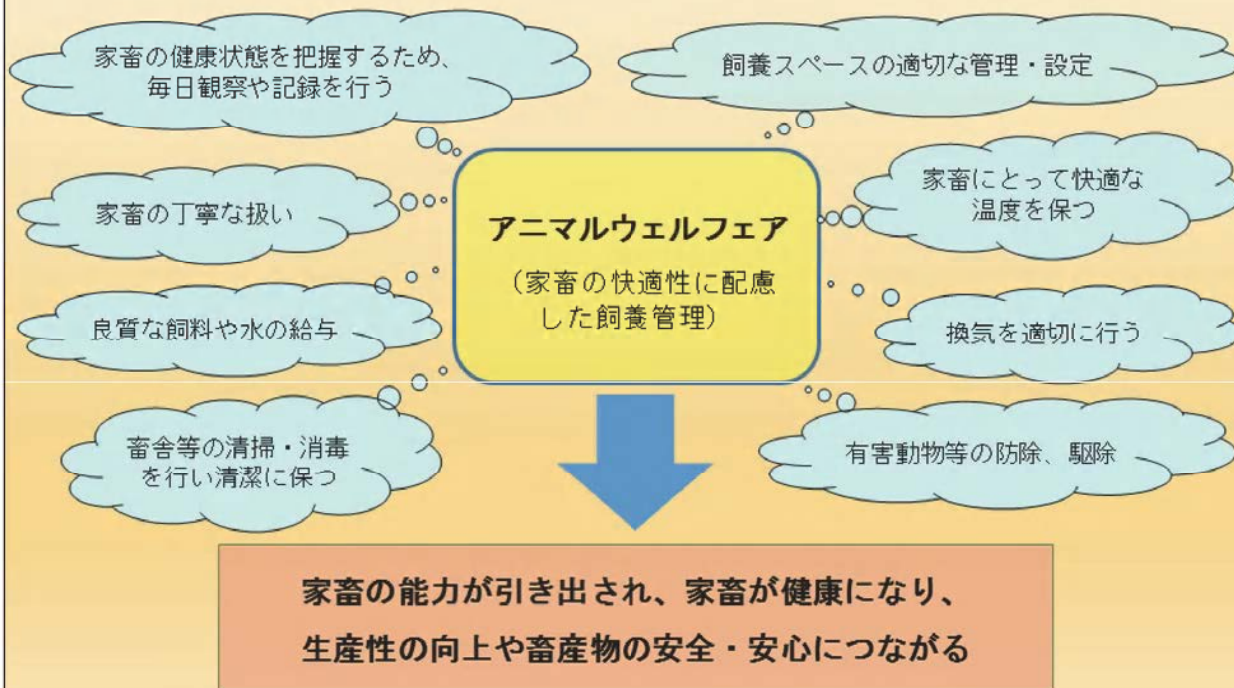 家畜の健康状態を把握するため、
毎日観察や記録を行う
飼養スペースの適切な管理・設定
家畜の丁寧な扱い
アニマルウェルフェア
（家畜の快適性に配慮
した飼養管理）
家畜にとって快適な
温度を保つ
良質な飼料や水の給与
換気を適切に行う
畜舎等の清掃・消毒
を行い清潔に保つ
有害動物等の防除、駆除
家畜の能力が引き出され、家畜が健康になり、
生産性の向上や畜産物の安全・安心につながる